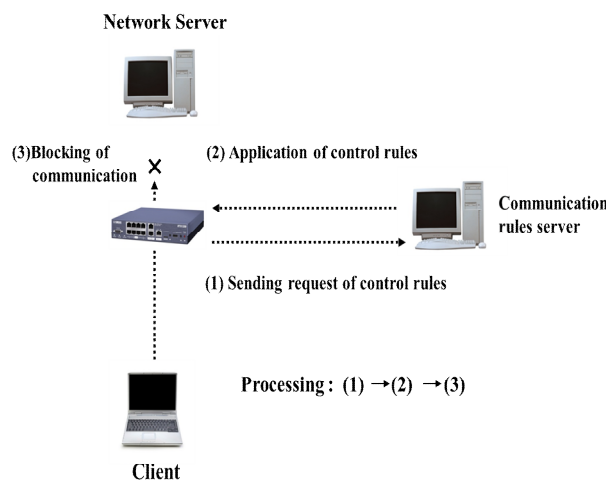 Network Server
(3)Blocking of
communication
(2) Application of control rules
Communication
rules server
(1) Sending request of control rules
Processing : (1) →(2) →(3)
Client